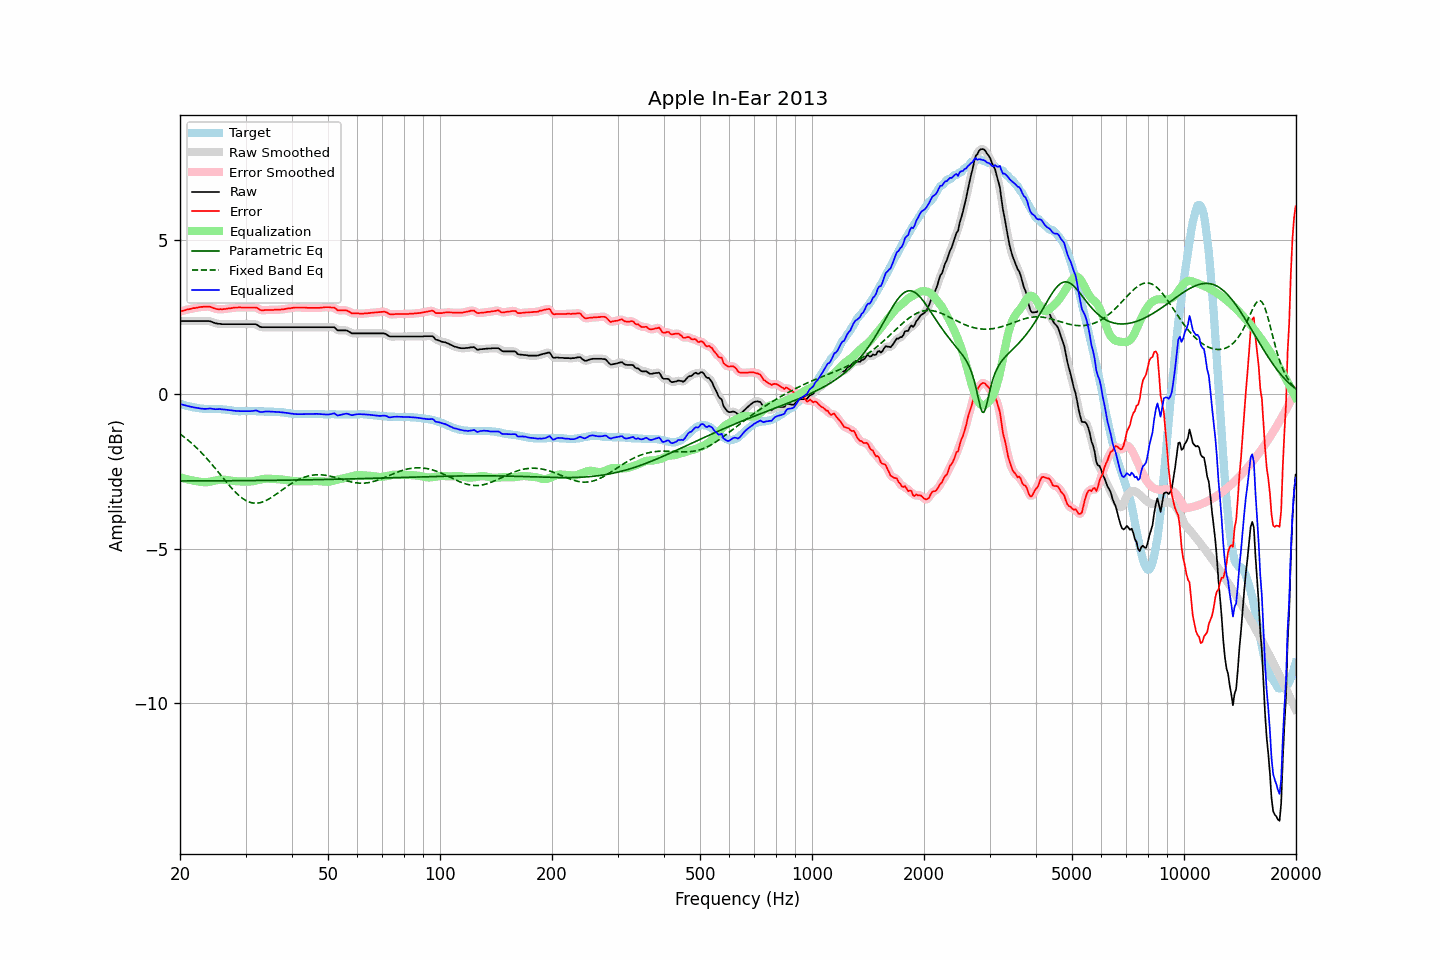 Apple In-Ear 2013
Target
Raw Smoothed
Error Smoothed
Raw
Error
Equalization
Parametric Eq
Fixed Band Eq
Equalized
5
0
−5
−10
Amplitude (dBr)
20 50 100 200 500 1000 2000 5000 10000 20000
Frequency (Hz)